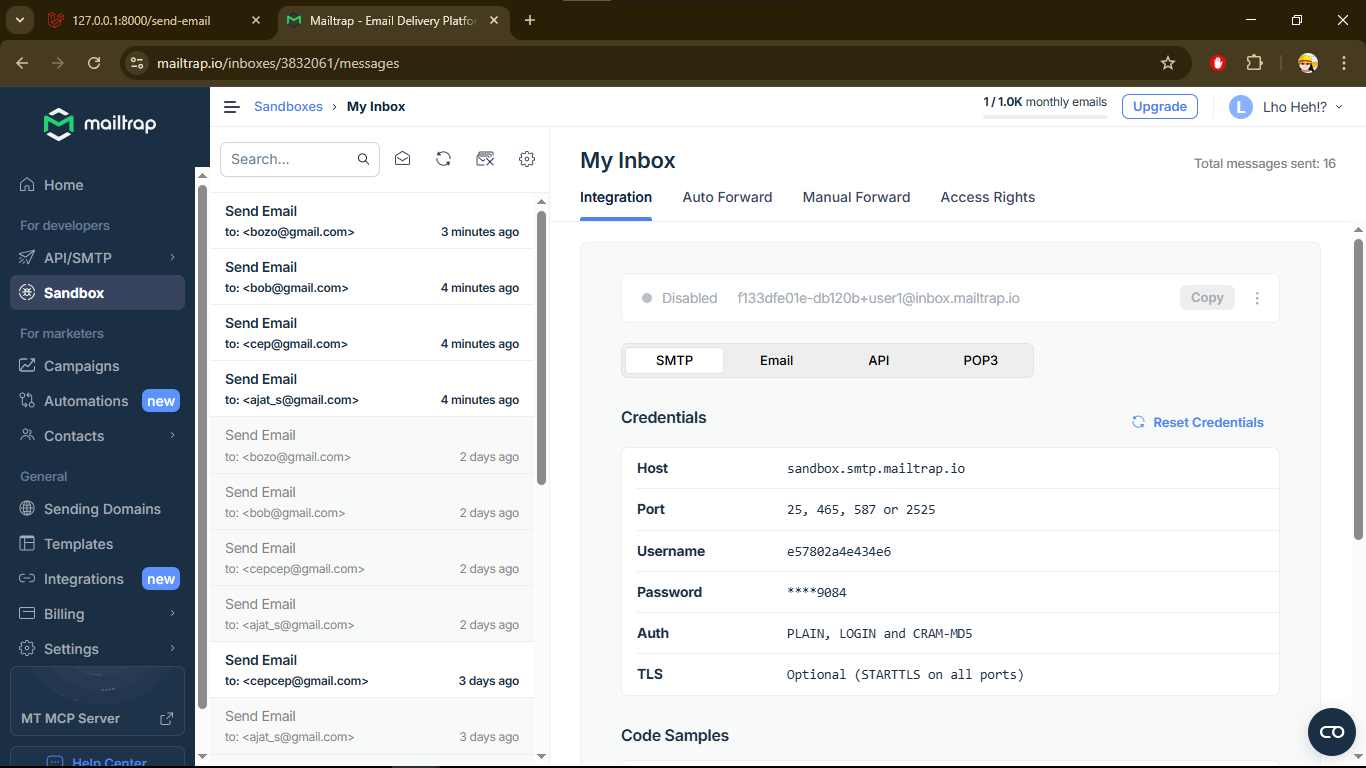 127.0.0.1:8000/send-email
Mailtrap - Email Delivery Platfo
mailtrap.io/inboxes/3832061/messages
mailtrap
Home
For developers
API/SMTP
Sandbox
For marketers
Campaigns
Automations new
Contacts
General
Sending Domains
Templates
Integrations new
Billing
Settings
MT MCP Server
Help Center
Sandboxes › My Inbox
1 / 1.0K monthly emails
Upgrade
L Lho Heh!?
Search...
Send Email
to: <bozo@gmail.com> 3 minutes ago
Send Email
to: <bob@gmail.com> 4 minutes ago
Send Email
to: <cep@gmail.com> 4 minutes ago
Send Email
to: <ajat_s@gmail.com> 4 minutes ago
Send Email
to: <bozo@gmail.com> 2 days ago
Send Email
to: <bob@gmail.com> 2 days ago
Send Email
to: <cepcep@gmail.com> 2 days ago
Send Email
to: <ajat_s@gmail.com> 2 days ago
Send Email
to: <cepcep@gmail.com> 3 days ago
Send Email
to: <ajat_s@gmail.com> 3 days ago
My Inbox
Total messages sent: 16
Integration Auto Forward Manual Forward Access Rights
Disabled f133dfe01e-db120b+user1@inbox.mailtrap.io Copy
SMTP Email API POP3
Credentials
Reset Credentials
Host sandbox.smtp.mailtrap.io
Port 25, 465, 587 or 2525
Username e57802a4e434e6
Password ****9084
Auth PLAIN, LOGIN and CRAM-MD5
TLS Optional (STARTTLS on all ports)
Code Samples